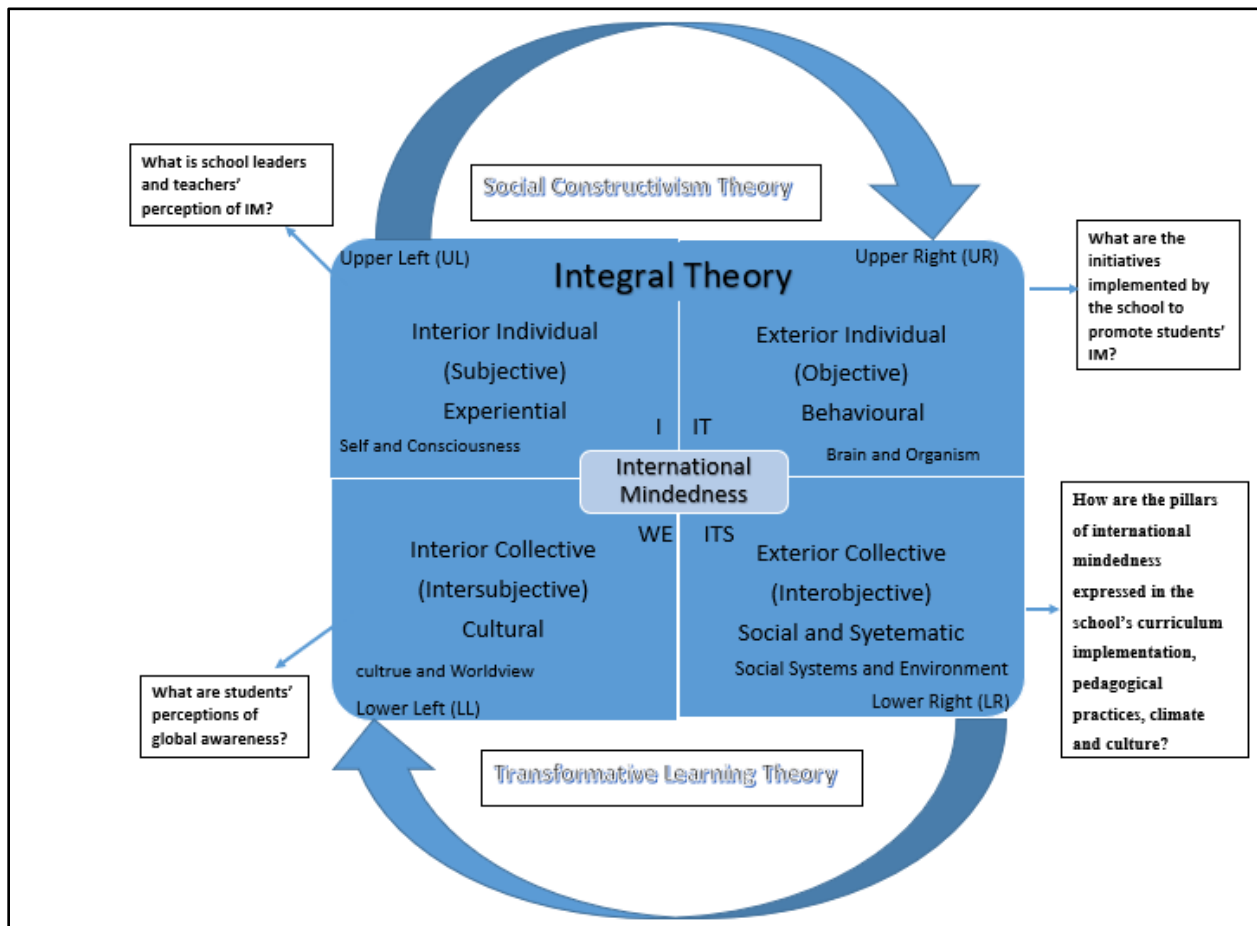 What is school leaders
and teachers'
perception of IM?
Social Constructivism Theory
What are the
initiatives
implemented by
the school to
promote students'
IM?
Upper Left (UL)
Upper Right (UR)
Integral Theory
Interior Individual
(Subjective)
Experiential
Self and Consciousness
I
Exterior Individual
(Objective)
Behavioural
IT
Brain and Organism
International
Mindedness
WE
Interior Collective
(Intersubjective)
Cultural
cultrue and Worldview
Lower Left (LL)
ITS
Exterior Collective
(Interobjective)
Social and Syetematic
Social Systems and Environment
Lower Right (LR)
How are the pillars
of international
mindedness
expressed in the
school's curriculum
implementation,
pedagogical
practices, climate
and culture?
What are students'
perceptions of
global awareness?
Transformative Learning Theory